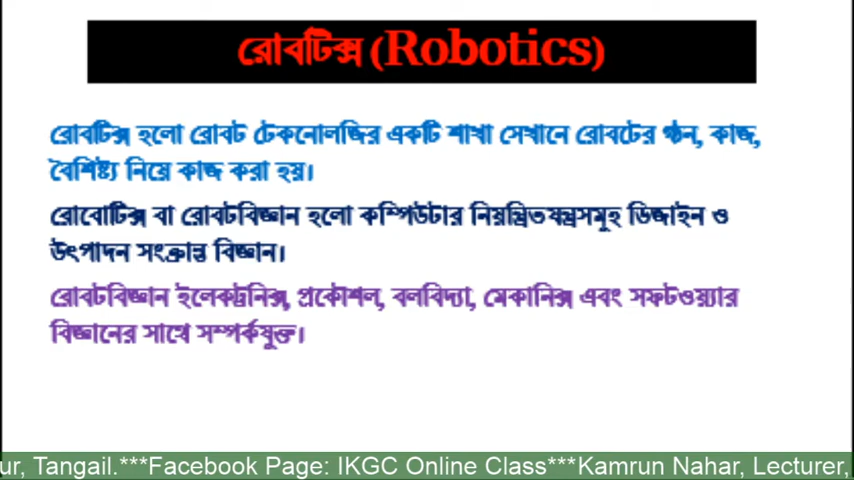 রোবটিক্স (Robotics)
রোবটিক্স হলো রোবট টেকনোলজির একটি শাখা সেখানে রোবটের গঠন, কাজ,
বৈশিষ্ট্য নিয়ে কাজ করা হয়।
রোবোটিক্স বা রোবটবিজ্ঞান হলো কম্পিউটার নিয়ন্ত্রিতযন্ত্রসমূহ ডিজাইন ও
উৎপাদন সংক্রান্ত বিজ্ঞান।
রোবটবিজ্ঞান ইলেকট্রনিক্স, প্রকৌশল, বলবিদ্যা, মেকানিক্স এবং সফটওয়্যার
বিজ্ঞানের সাথে সম্পর্কযুক্ত।
ur, Tangail.***Facebook Page: IKGC Online Class***Kamrun Nahar, Lecturer,